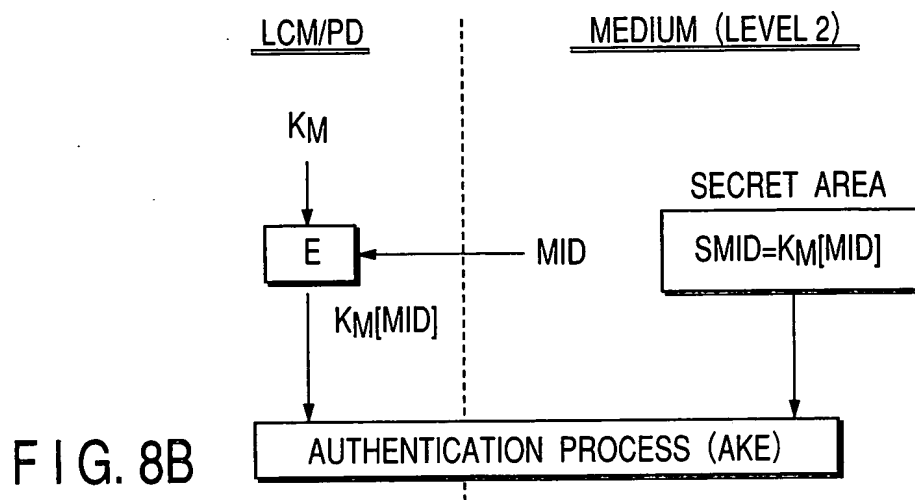 LCM/PD
MEDIUM (LEVEL 2)
KM
SECRET AREA
E
MID
SMID=KM[MID]
KM[MID]
AUTHENTICATION PROCESS (AKE)
FIG. 8B